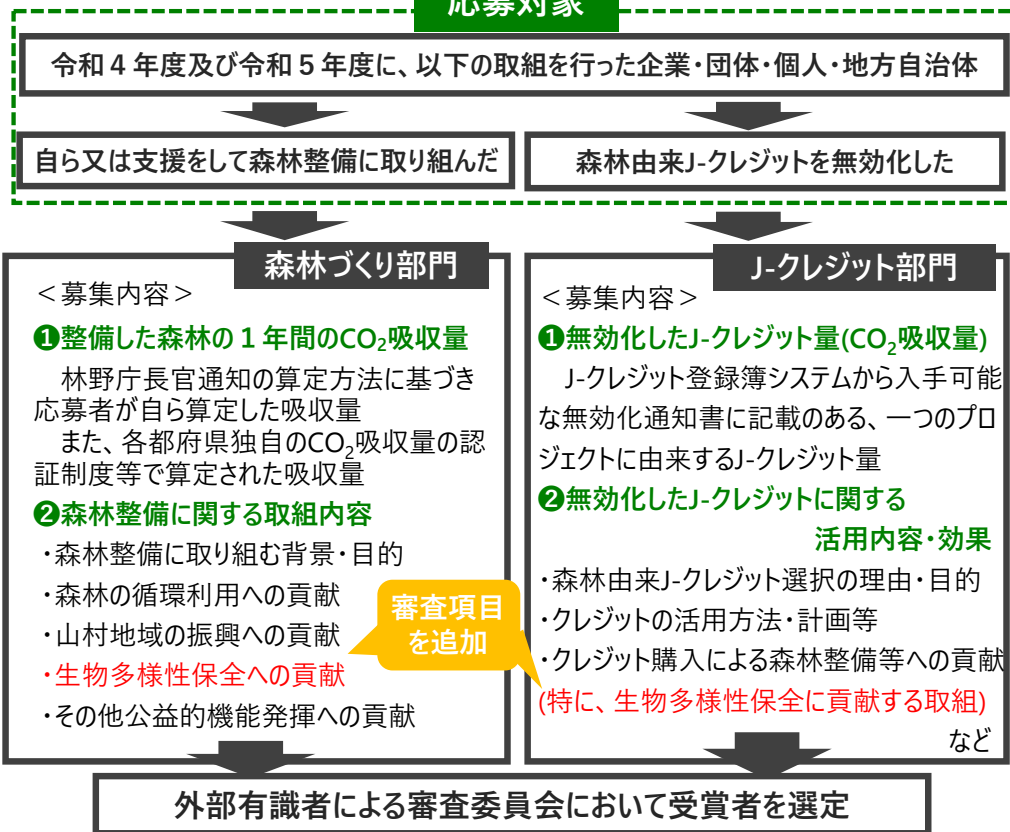 応募対象
令和４年度及び令和５年度に、以下の取組を行った企業・団体・個人・地方自治体
自ら又は支援をして森林整備に取り組んだ
森林由来J-クレジットを無効化した
森林づくり部門
＜募集内容＞
❶整備した森林の１年間のCO₂吸収量
林野庁長官通知の算定方法に基づき
応募者が自ら算定した吸収量
また、各都府県独自のCO₂吸収量の認
証制度等で算定された吸収量
❷森林整備に関する取組内容
・森林整備に取り組む背景・目的
・森林の循環利用への貢献
・山村地域の振興への貢献
・生物多様性保全への貢献
・その他公益的機能発揮への貢献
審査項目
を追加
J-クレジット部門
＜募集内容＞
❶無効化したJ-クレジット量(CO₂吸収量)
J-クレジット登録簿システムから入手可能
な無効化通知書に記載のある、一つのプロ
ジェクトに由来するJ-クレジット量
❷無効化したJ-クレジットに関する
活用内容・効果
・森林由来J-クレジット選択の理由・目的
・クレジットの活用方法・計画等
・クレジット購入による森林整備等への貢献
(特に、生物多様性保全に貢献する取組)
など
外部有識者による審査委員会において受賞者を選定